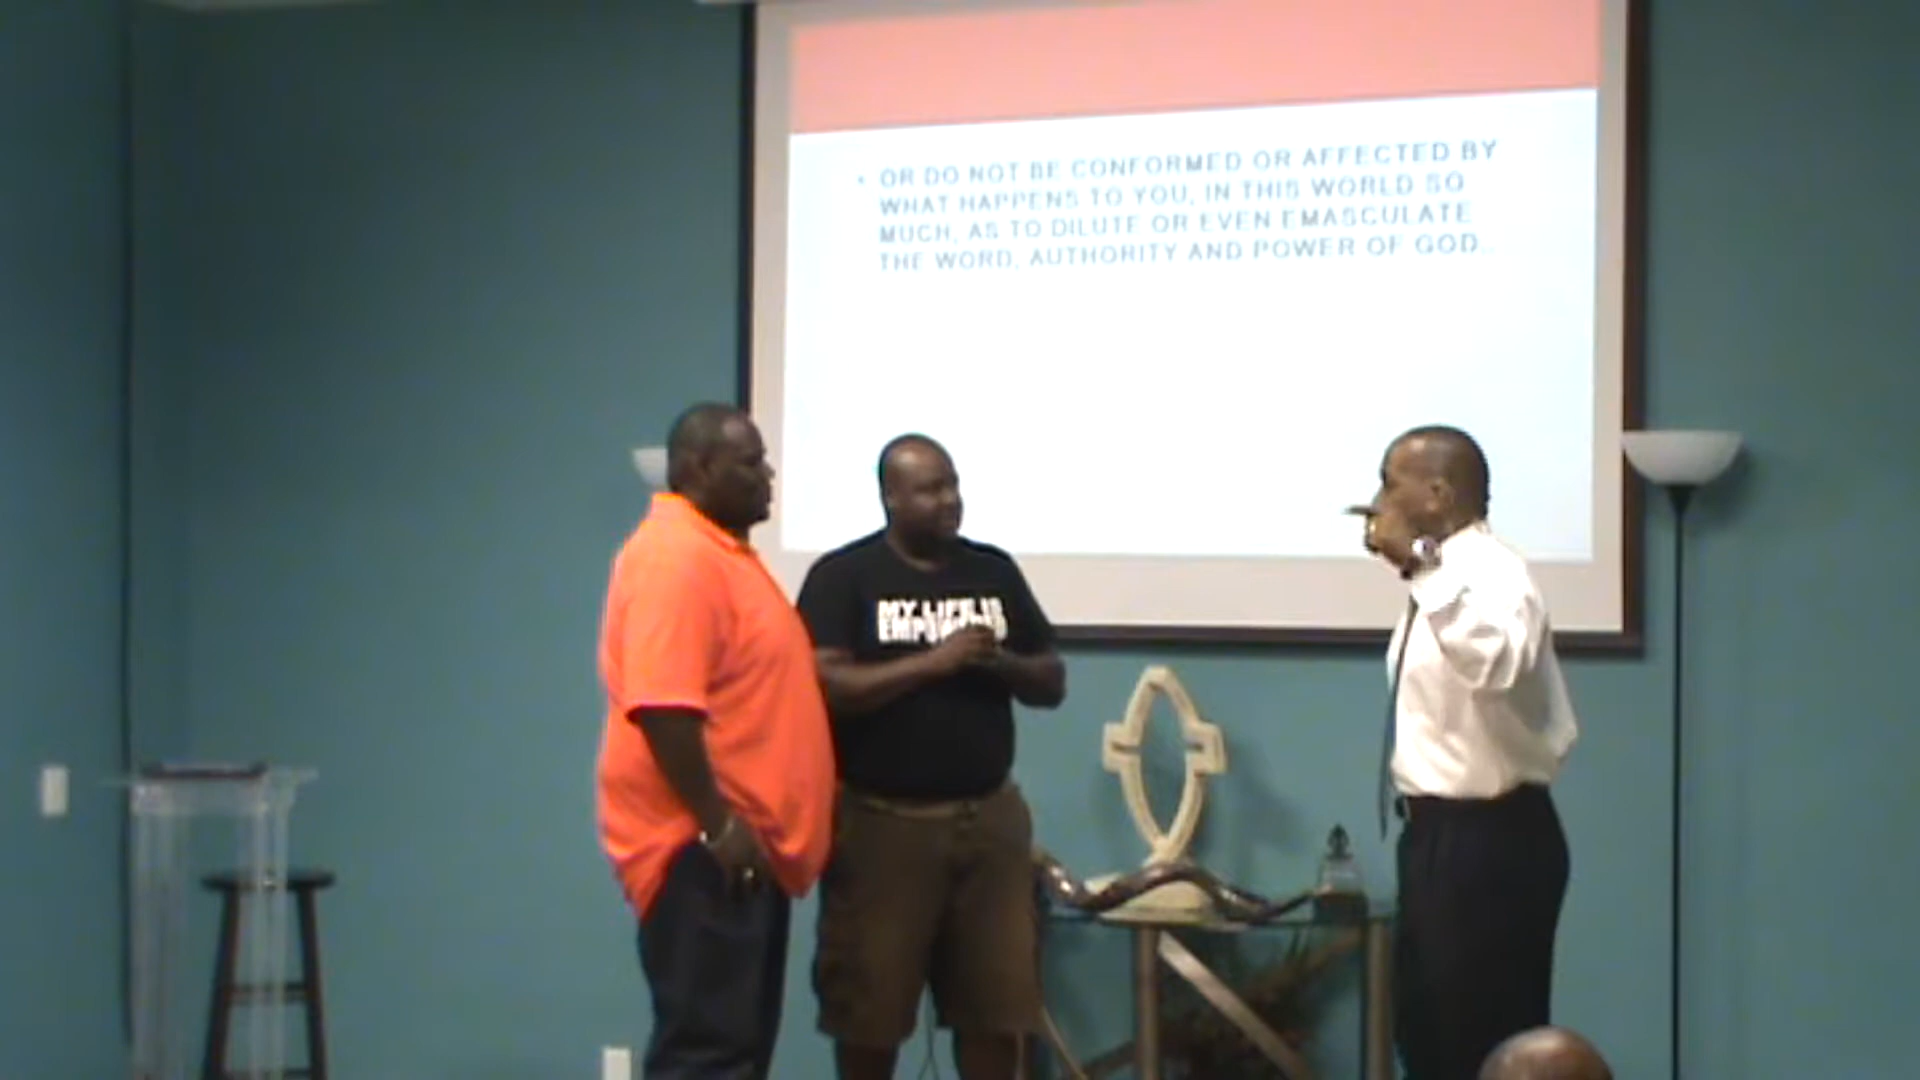 • OR DO NOT BE CONFORMED OR AFFECTED BY
WHAT HAPPENS TO YOU, IN THIS WORLD SO
MUCH, AS TO DILUTE OR EVEN EMASCULATE
THE WORD, AUTHORITY AND POWER OF GOD..
MY LIFE IS
EMPOWERED